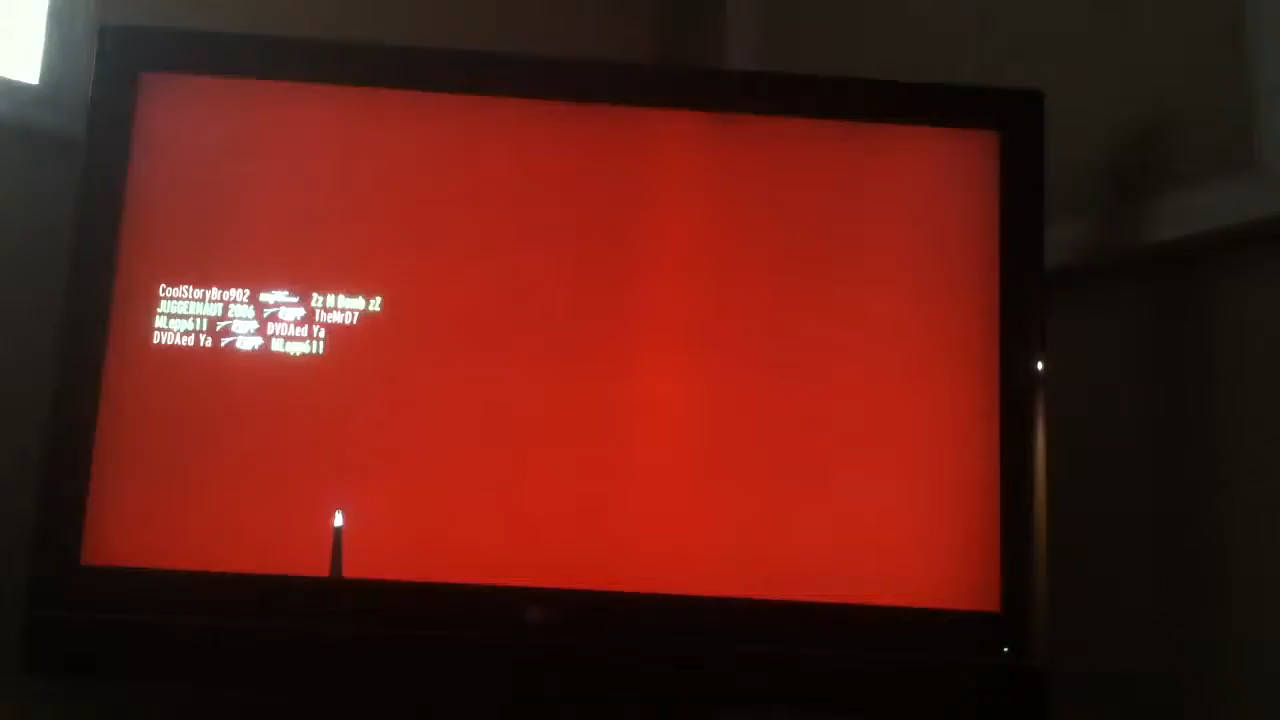 CoolStoryBro902 Zz N Bomb zZ
JUGGERNAUT 2006 TheMrD7
MLepp611 DVDAed Ya
DVDAed Ya MLepp611